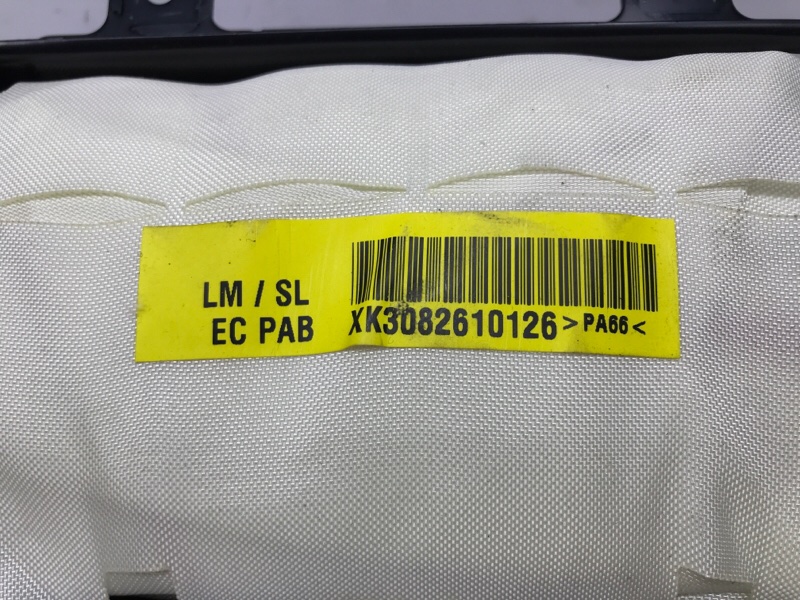 LM / SL
EC PAB
XK3082610126 >PA66<